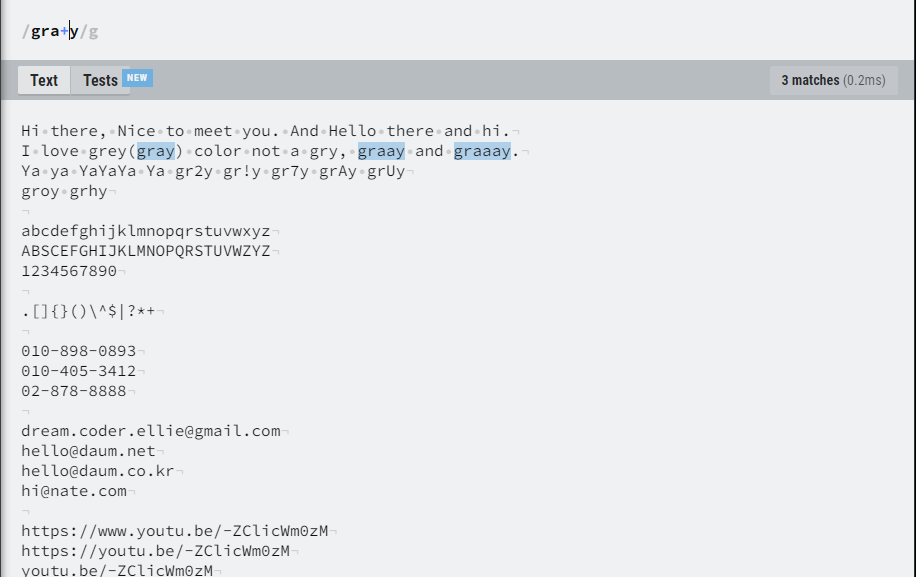 /gra+y/g
Text Tests NEW 3 matches (0.2ms)
Hi there, Nice to meet you. And Hello there and hi.
I love grey(gray) color not a gry, graay and graaay.
Ya ya YaYaYa Ya gr2y gr!y gr7y grAy grUy
groy grhy
abcdefghijklmnopqrstuvwxyz
ABSCEFGHIJKLMNOPQRSTUVWZYZ
1234567890
.[]{}()\^$|?*+
010-898-0893
010-405-3412
02-878-8888
dream.coder.ellie@gmail.com
hello@daum.net
hello@daum.co.kr
hi@nate.com
https://www.youtu.be/-ZClicWm0zM
https://youtu.be/-ZClicWm0zM
youtu.be/-ZClicWm0zM